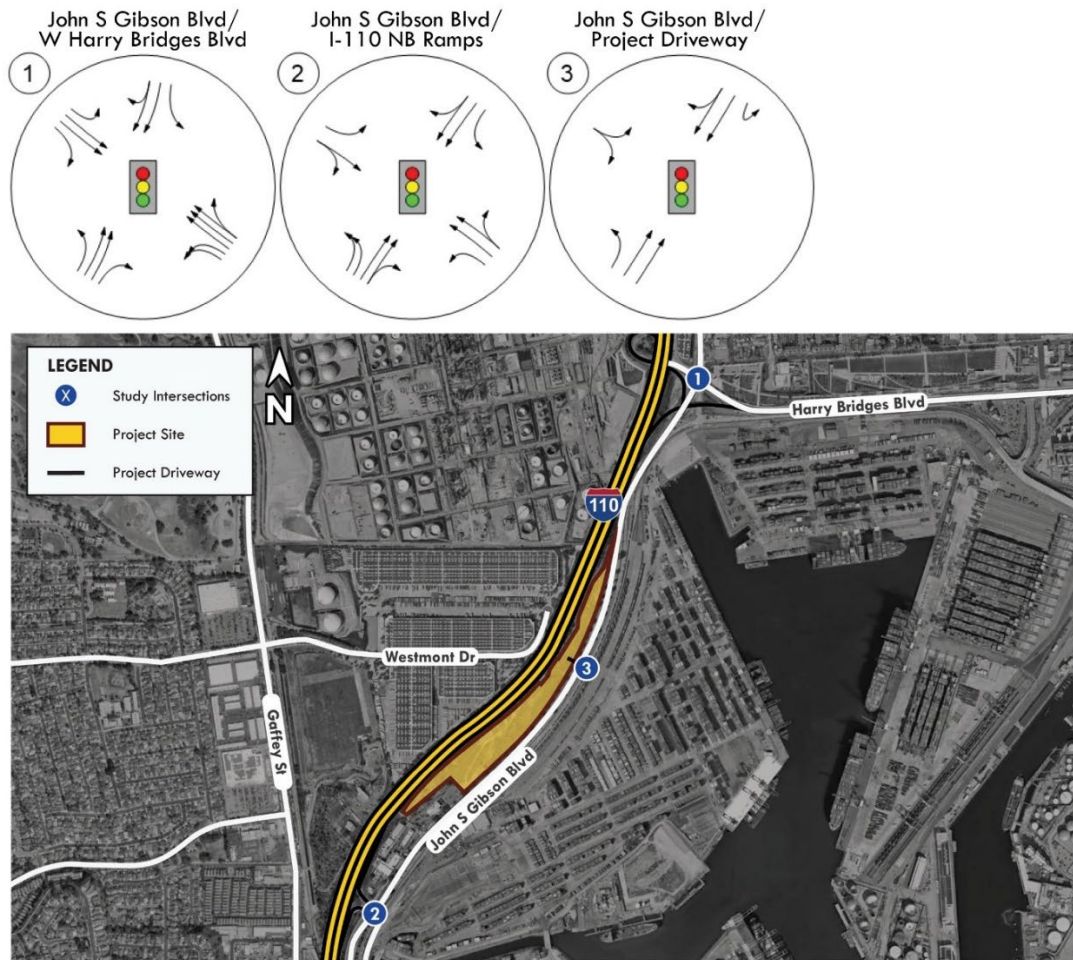 John S Gibson Blvd/
W Harry Bridges Blvd
1
John S Gibson Blvd/
I-110 NB Ramps
2
John S Gibson Blvd/
Project Driveway
3
LEGEND
X Study Intersections
Project Site
Project Driveway
N
1
Harry Bridges Blvd
110
Westmont Dr
3
Gaffey St
John S Gibson Blvd
2